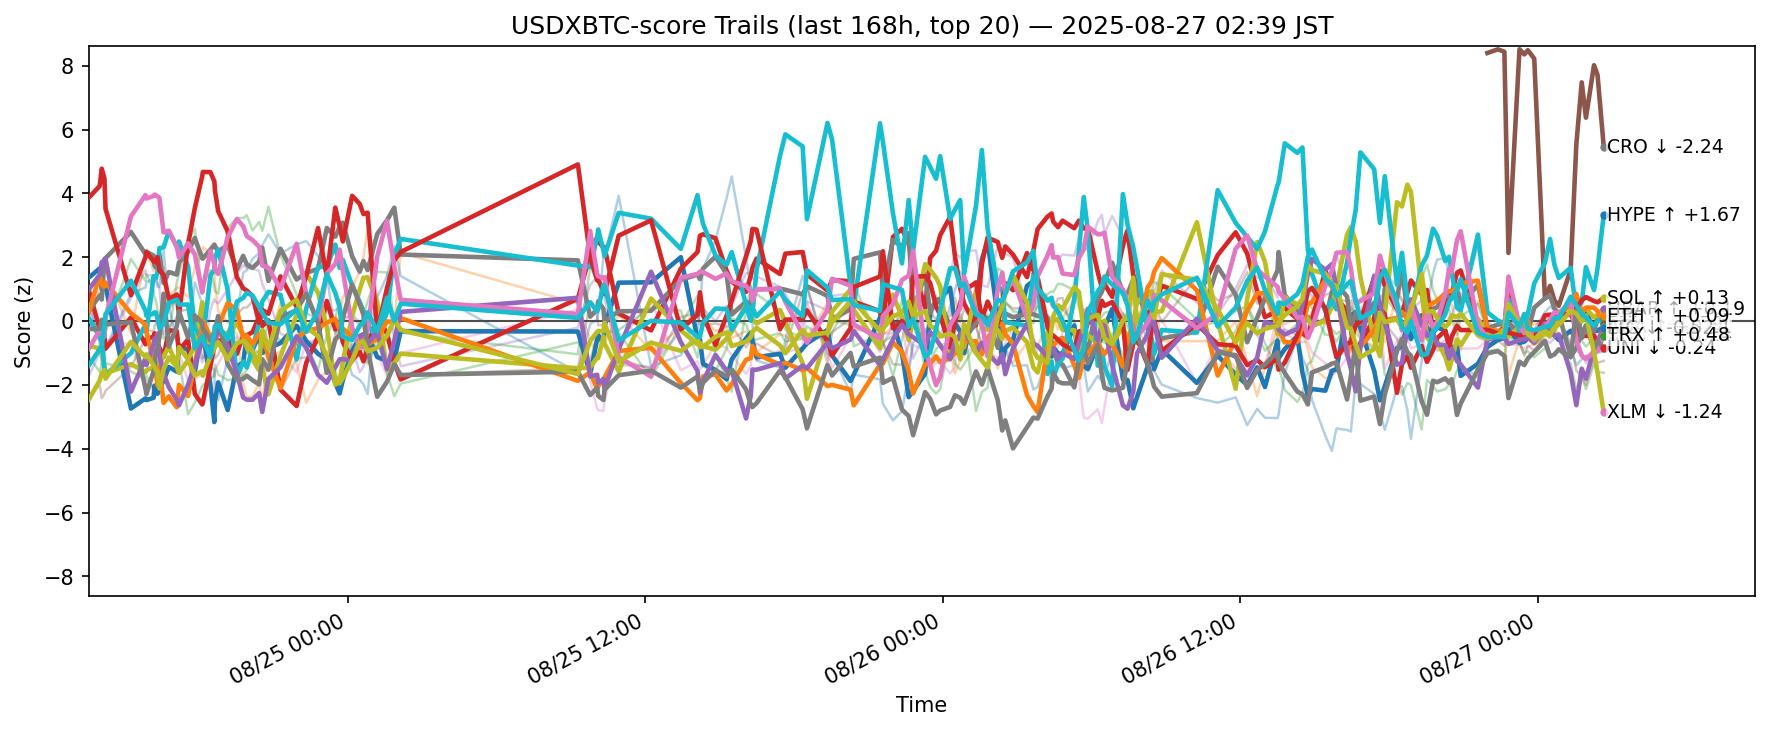 USDXBTC-score Trails (last 168h, top 20) — 2025-08-27 02:39 JST
Score (z)
8
6
4
2
0
−2
−4
−6
−8
CRO ↓ -2.24
HYPE ↑ +1.67
SOL ↑ +0.13
ETH ↑ +0.09
TRX ↑ +0.48
UNI ↓ -0.24
XLM ↓ -1.24
08/25 00:00
08/25 12:00
08/26 00:00
08/26 12:00
08/27 00:00
Time